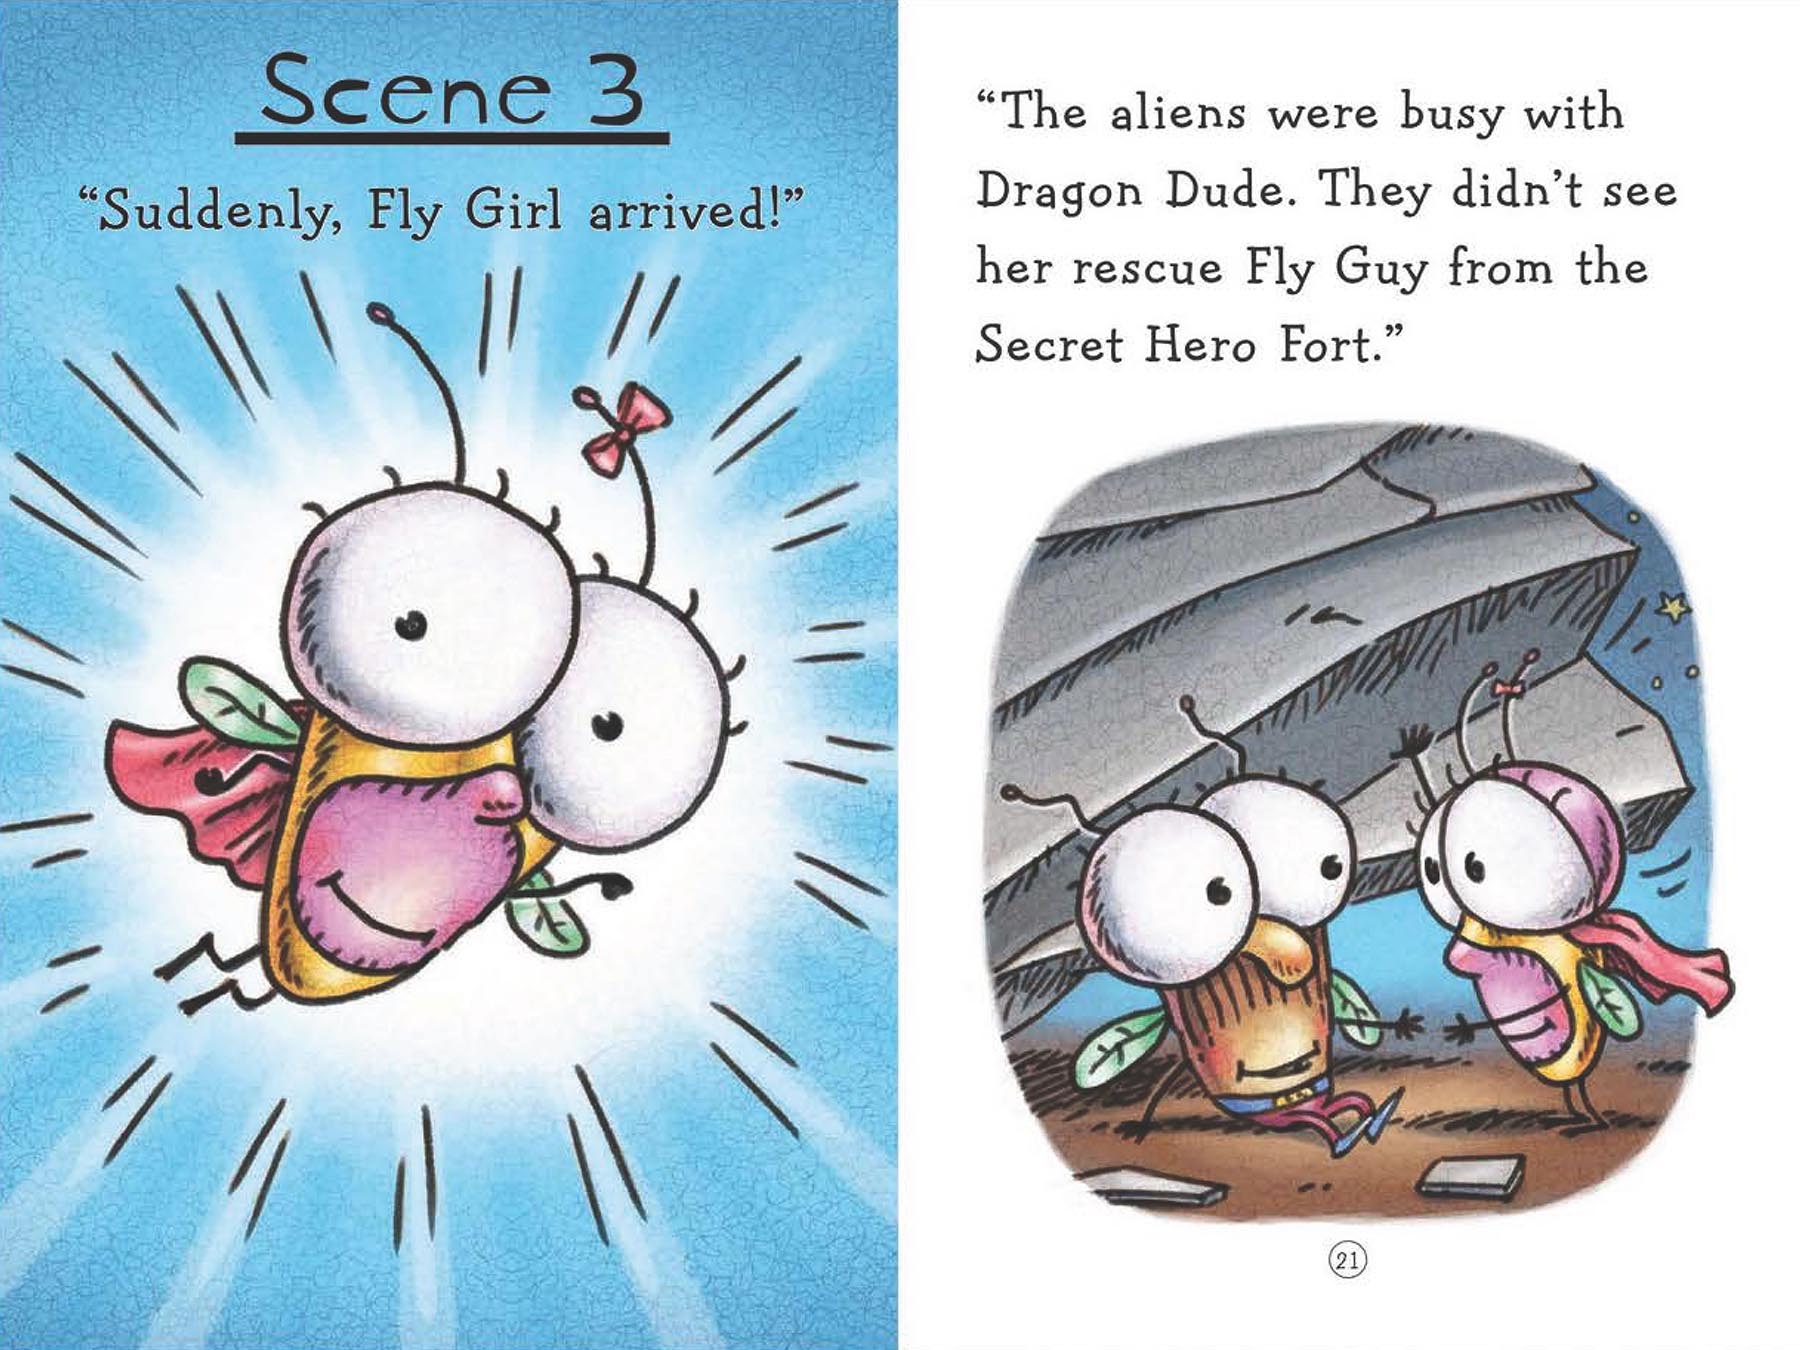 Scene 3
“Suddenly, Fly Girl arrived!”
“The aliens were busy with
Dragon Dude. They didn’t see
her rescue Fly Guy from the
Secret Hero Fort.”
21